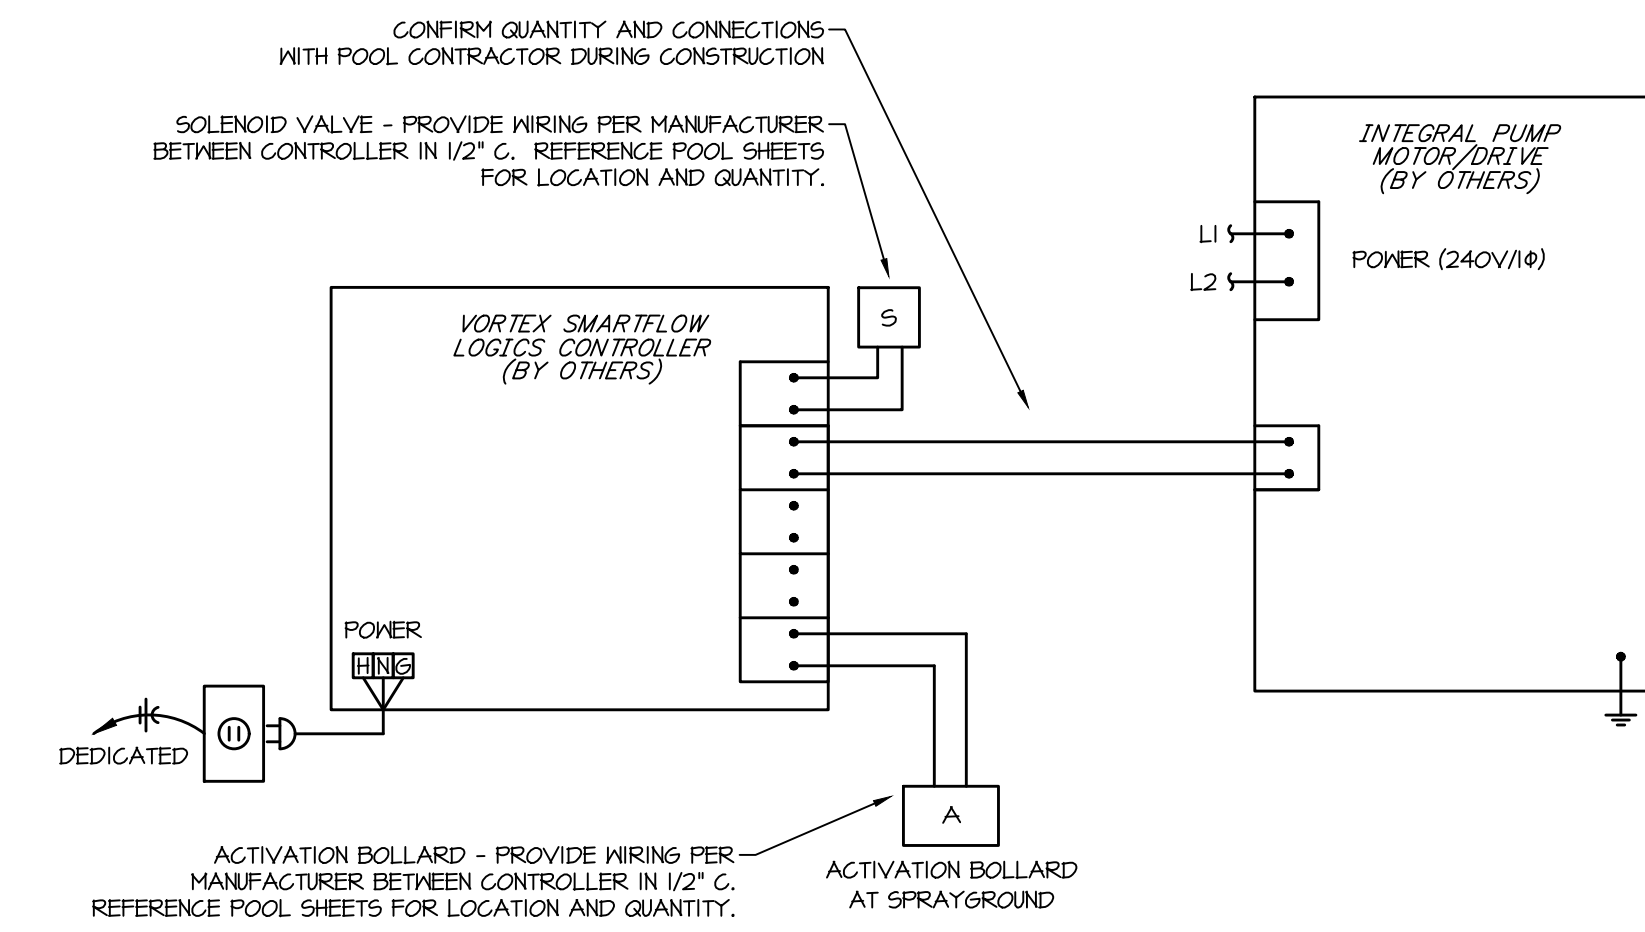 CONFIRM QUANTITY AND CONNECTIONS
WITH POOL CONTRACTOR DURING CONSTRUCTION
SOLENOID VALVE - PROVIDE WIRING PER MANUFACTURER
BETWEEN CONTROLLER IN 1/2" C. REFERENCE POOL SHEETS
FOR LOCATION AND QUANTITY.
INTEGRAL PUMP
MOTOR/DRIVE
(BY OTHERS)
L1
L2
POWER (240V/1Φ)
S
VORTEX SMARTFLOW
LOGICS CONTROLLER
(BY OTHERS)
POWER
H N G
DEDICATED
A
ACTIVATION BOLLARD
AT SPRAYGROUND
ACTIVATION BOLLARD - PROVIDE WIRING PER
MANUFACTURER BETWEEN CONTROLLER IN 1/2" C.
REFERENCE POOL SHEETS FOR LOCATION AND QUANTITY.